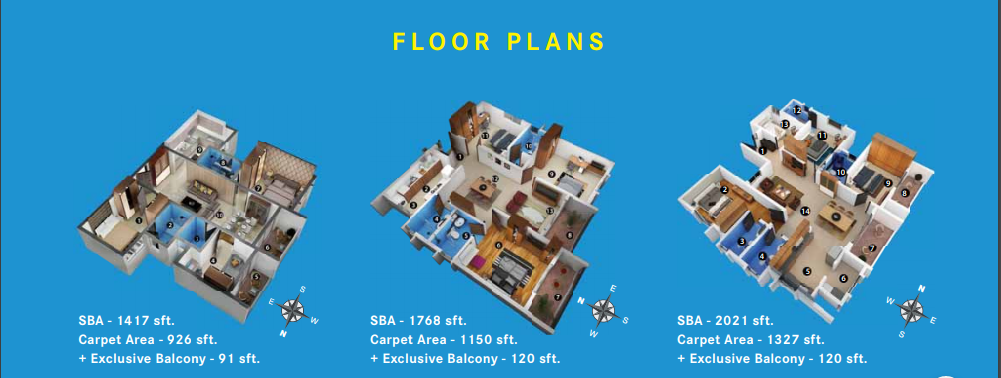 FLOOR PLANS
SBA - 1417 sft.
Carpet Area - 926 sft.
+ Exclusive Balcony - 91 sft.
E
S
W
N
SBA - 1768 sft.
Carpet Area - 1150 sft.
+ Exclusive Balcony - 120 sft.
N
E
S
W
SBA - 2021 sft.
Carpet Area - 1327 sft.
+ Exclusive Balcony - 120 sft.
W
N
E
S